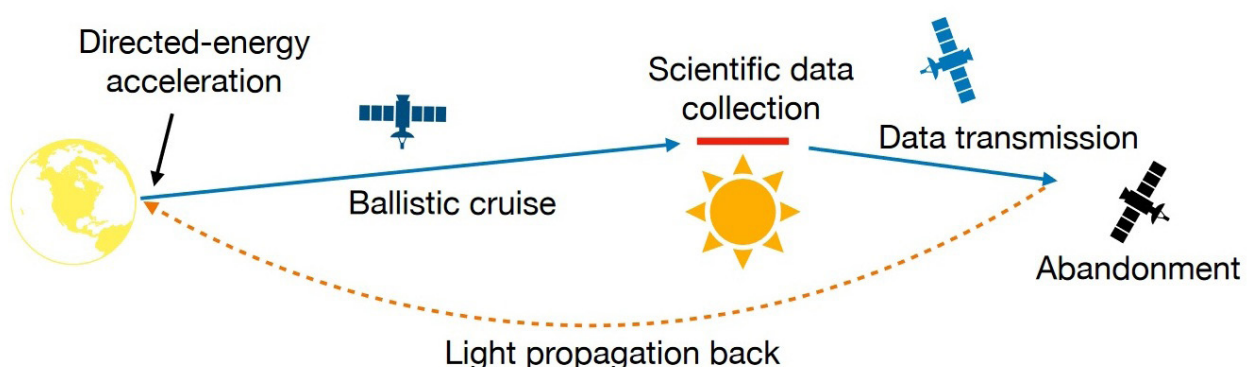 Directed-energy
acceleration
Ballistic cruise
Scientific data
collection
Data transmission
Abandonment
Light propagation back